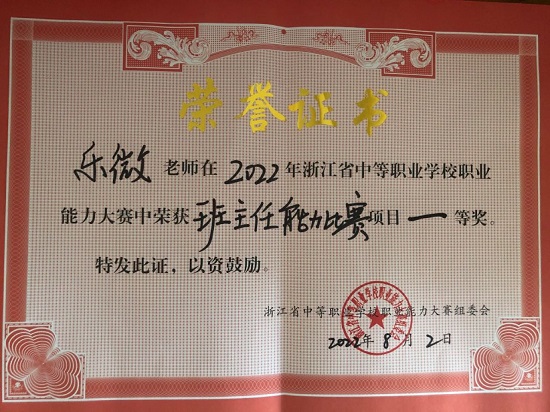 荣誉证书
乐微 老师在 2022 年浙江省中等职业学校职业
能力大赛中荣获 班主任能力比赛 项目 一 等奖。
特发此证，以资鼓励。
浙江省中等职业学校职业能力大赛组委会
2022年 8 月 2 日